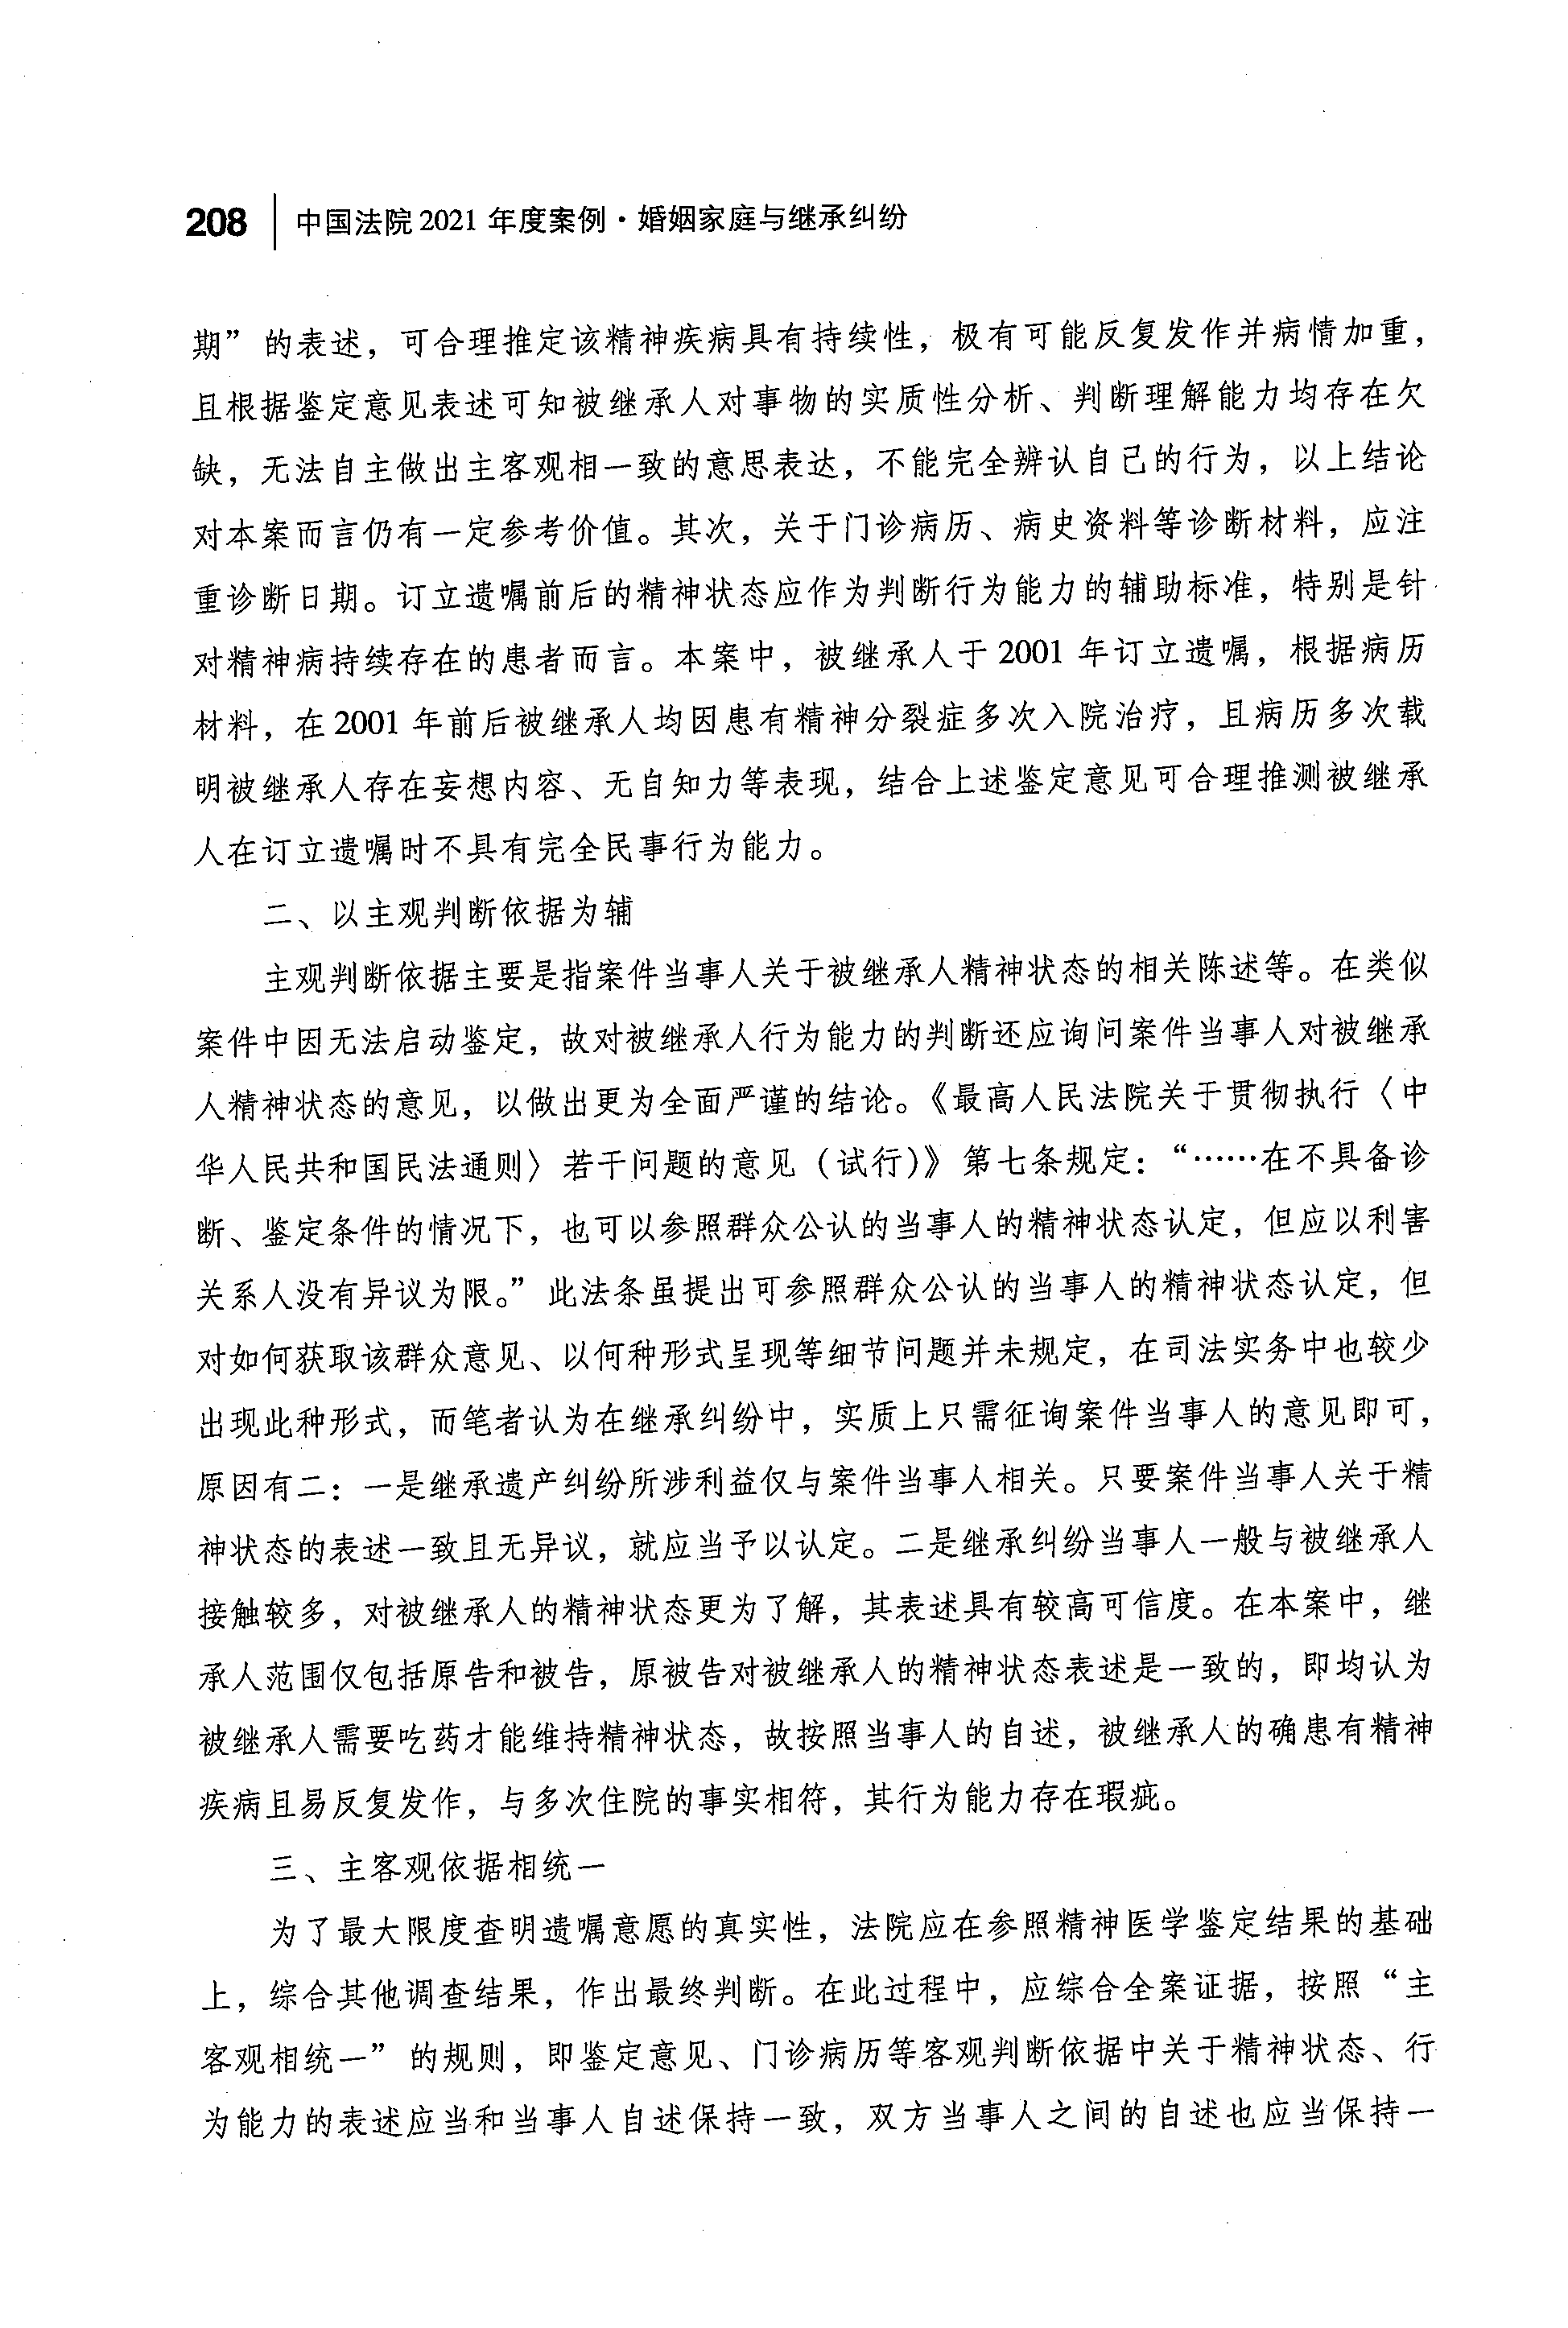 208 中国法院2021年度案例·婚姻家庭与继承纠纷
期”的表述，可合理推定该精神疾病具有持续性，极有可能反复发作并病情加重，
且根据鉴定意见表述可知被继承人对事物的实质性分析、判断理解能力均存在欠
缺，无法自主做出主客观相一致的意思表达，不能完全辨认自己的行为，以上结论
对本案而言仍有一定参考价值。其次，关于门诊病历、病史资料等诊断材料，应注
重诊断日期。订立遗嘱前后的精神状态应作为判断行为能力的辅助标准，特别是针
对精神病持续存在的患者而言。本案中，被继承人于2001年订立遗嘱，根据病历
材料，在2001年前后被继承人均因患有精神分裂症多次入院治疗，且病历多次载
明被继承人存在妄想内容、无自知力等表现，结合上述鉴定意见可合理推测被继承
人在订立遗嘱时不具有完全民事行为能力。
二、以主观判断依据为辅
主观判断依据主要是指案件当事人关于被继承人精神状态的相关陈述等。在类似
案件中因无法启动鉴定，故对被继承人行为能力的判断还应询问案件当事人对被继承
人精神状态的意见，以做出更为全面严谨的结论。《最高人民法院关于贯彻执行〈中
华人民共和国民法通则〉若干问题的意见（试行）》第七条规定：“……在不具备诊
断、鉴定条件的情况下，也可以参照群众公认的当事人的精神状态认定，但应以利害
关系人没有异议为限。”此法条虽提出可参照群众公认的当事人的精神状态认定，但
对如何获取该群众意见、以何种形式呈现等细节问题并未规定，在司法实务中也较少
出现此种形式，而笔者认为在继承纠纷中，实质上只需征询案件当事人的意见即可，
原因有二：一是继承遗产纠纷所涉利益仅与案件当事人相关。只要案件当事人关于精
神状态的表述一致且无异议，就应当予以认定。二是继承纠纷当事人一般与被继承人
接触较多，对被继承人的精神状态更为了解，其表述具有较高可信度。在本案中，继
承人范围仅包括原告和被告，原被告对被继承人的精神状态表述是一致的，即均认为
被继承人需要吃药才能维持精神状态，故按照当事人的自述，被继承人的确患有精神
疾病且易反复发作，与多次住院的事实相符，其行为能力存在瑕疵。
三、主客观依据相统一
为了最大限度查明遗嘱意愿的真实性，法院应在参照精神医学鉴定结果的基础
上，综合其他调查结果，作出最终判断。在此过程中，应综合全案证据，按照“主
客观相统一”的规则，即鉴定意见、门诊病历等客观判断依据中关于精神状态、行
为能力的表述应当和当事人自述保持一致，双方当事人之间的自述也应当保持一